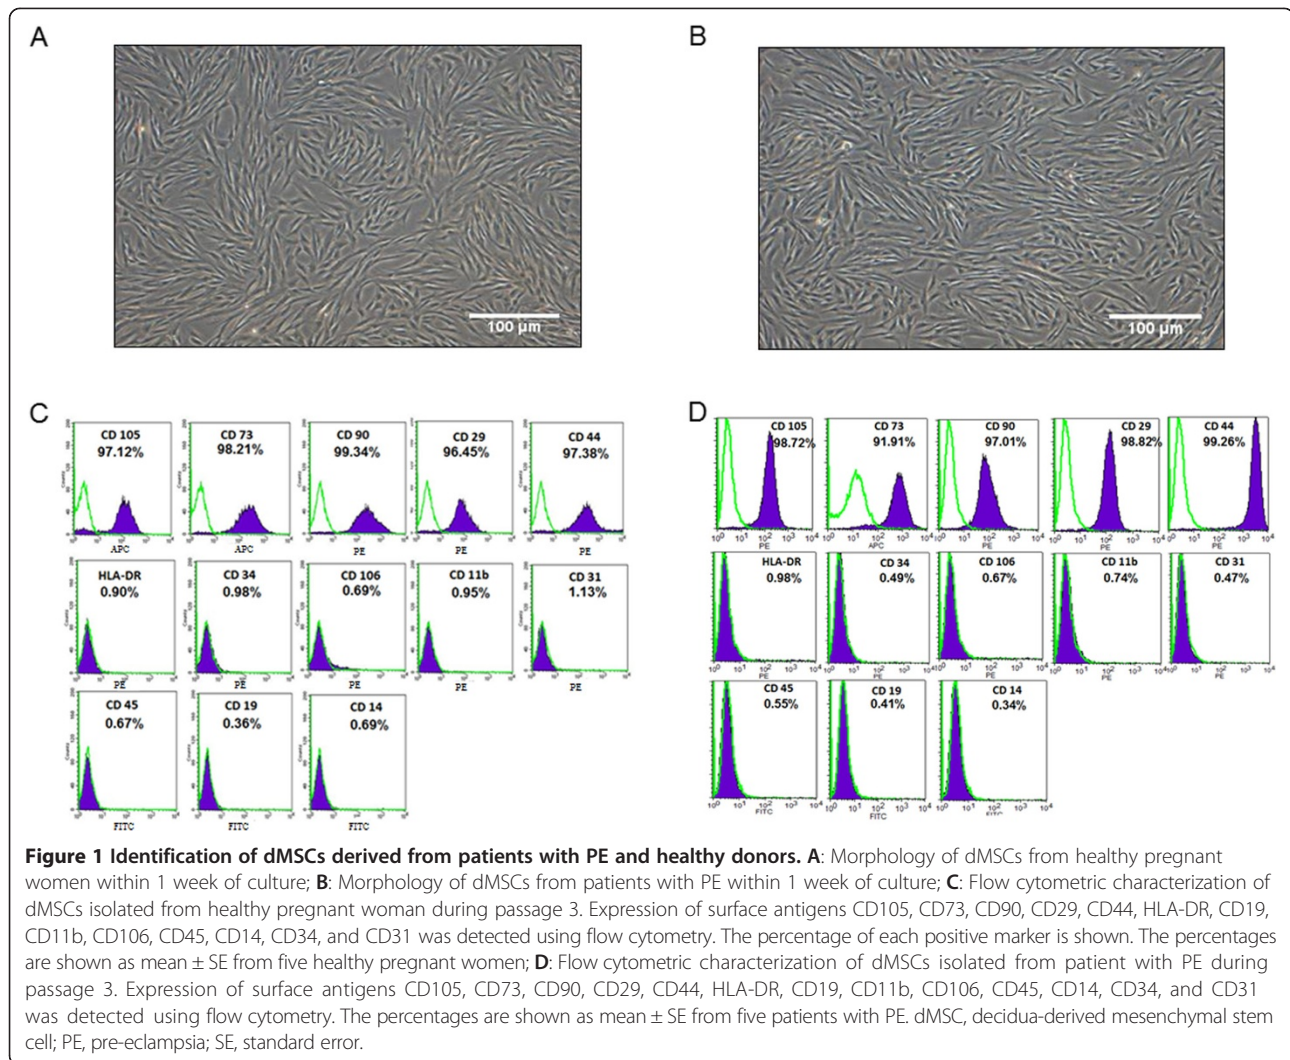 A
B
100 µm
100 µm
C
D
CD 105
97.12%
CD 73
98.21%
CD 90
99.34%
CD 29
96.45%
CD 44
97.38%
APC
APC
PE
PE
PE
HLA-DR
0.90%
CD 34
0.98%
CD 106
0.69%
CD 11b
0.95%
CD 31
1.13%
PE
PE
PE
PE
PE
CD 45
0.67%
CD 19
0.36%
CD 14
0.69%
FITC
FITC
FITC
CD 105
98.72%
CD 73
91.91%
CD 90
97.01%
CD 29
98.82%
CD 44
99.26%
PE
APC
PE
PE
PE
HLA-DR
0.98%
CD 34
0.49%
CD 106
0.67%
CD 11b
0.74%
CD 31
0.47%
PE
PE
PE
PE
PE
CD 45
0.55%
CD 19
0.41%
CD 14
0.34%
FITC
FITC
FITC
Figure 1 Identification of dMSCs derived from patients with PE and healthy donors. A: Morphology of dMSCs from healthy pregnant
women within 1 week of culture; B: Morphology of dMSCs from patients with PE within 1 week of culture; C: Flow cytometric characterization of
dMSCs isolated from healthy pregnant woman during passage 3. Expression of surface antigens CD105, CD73, CD90, CD29, CD44, HLA-DR, CD19,
CD11b, CD106, CD45, CD14, CD34, and CD31 was detected using flow cytometry. The percentage of each positive marker is shown. The percentages
are shown as mean ± SE from five healthy pregnant women; D: Flow cytometric characterization of dMSCs isolated from patient with PE during
passage 3. Expression of surface antigens CD105, CD73, CD90, CD29, CD44, HLA-DR, CD19, CD11b, CD106, CD45, CD14, CD34, and CD31
was detected using flow cytometry. The percentages are shown as mean ± SE from five patients with PE. dMSC, decidua-derived mesenchymal stem
cell; PE, pre-eclampsia; SE, standard error.